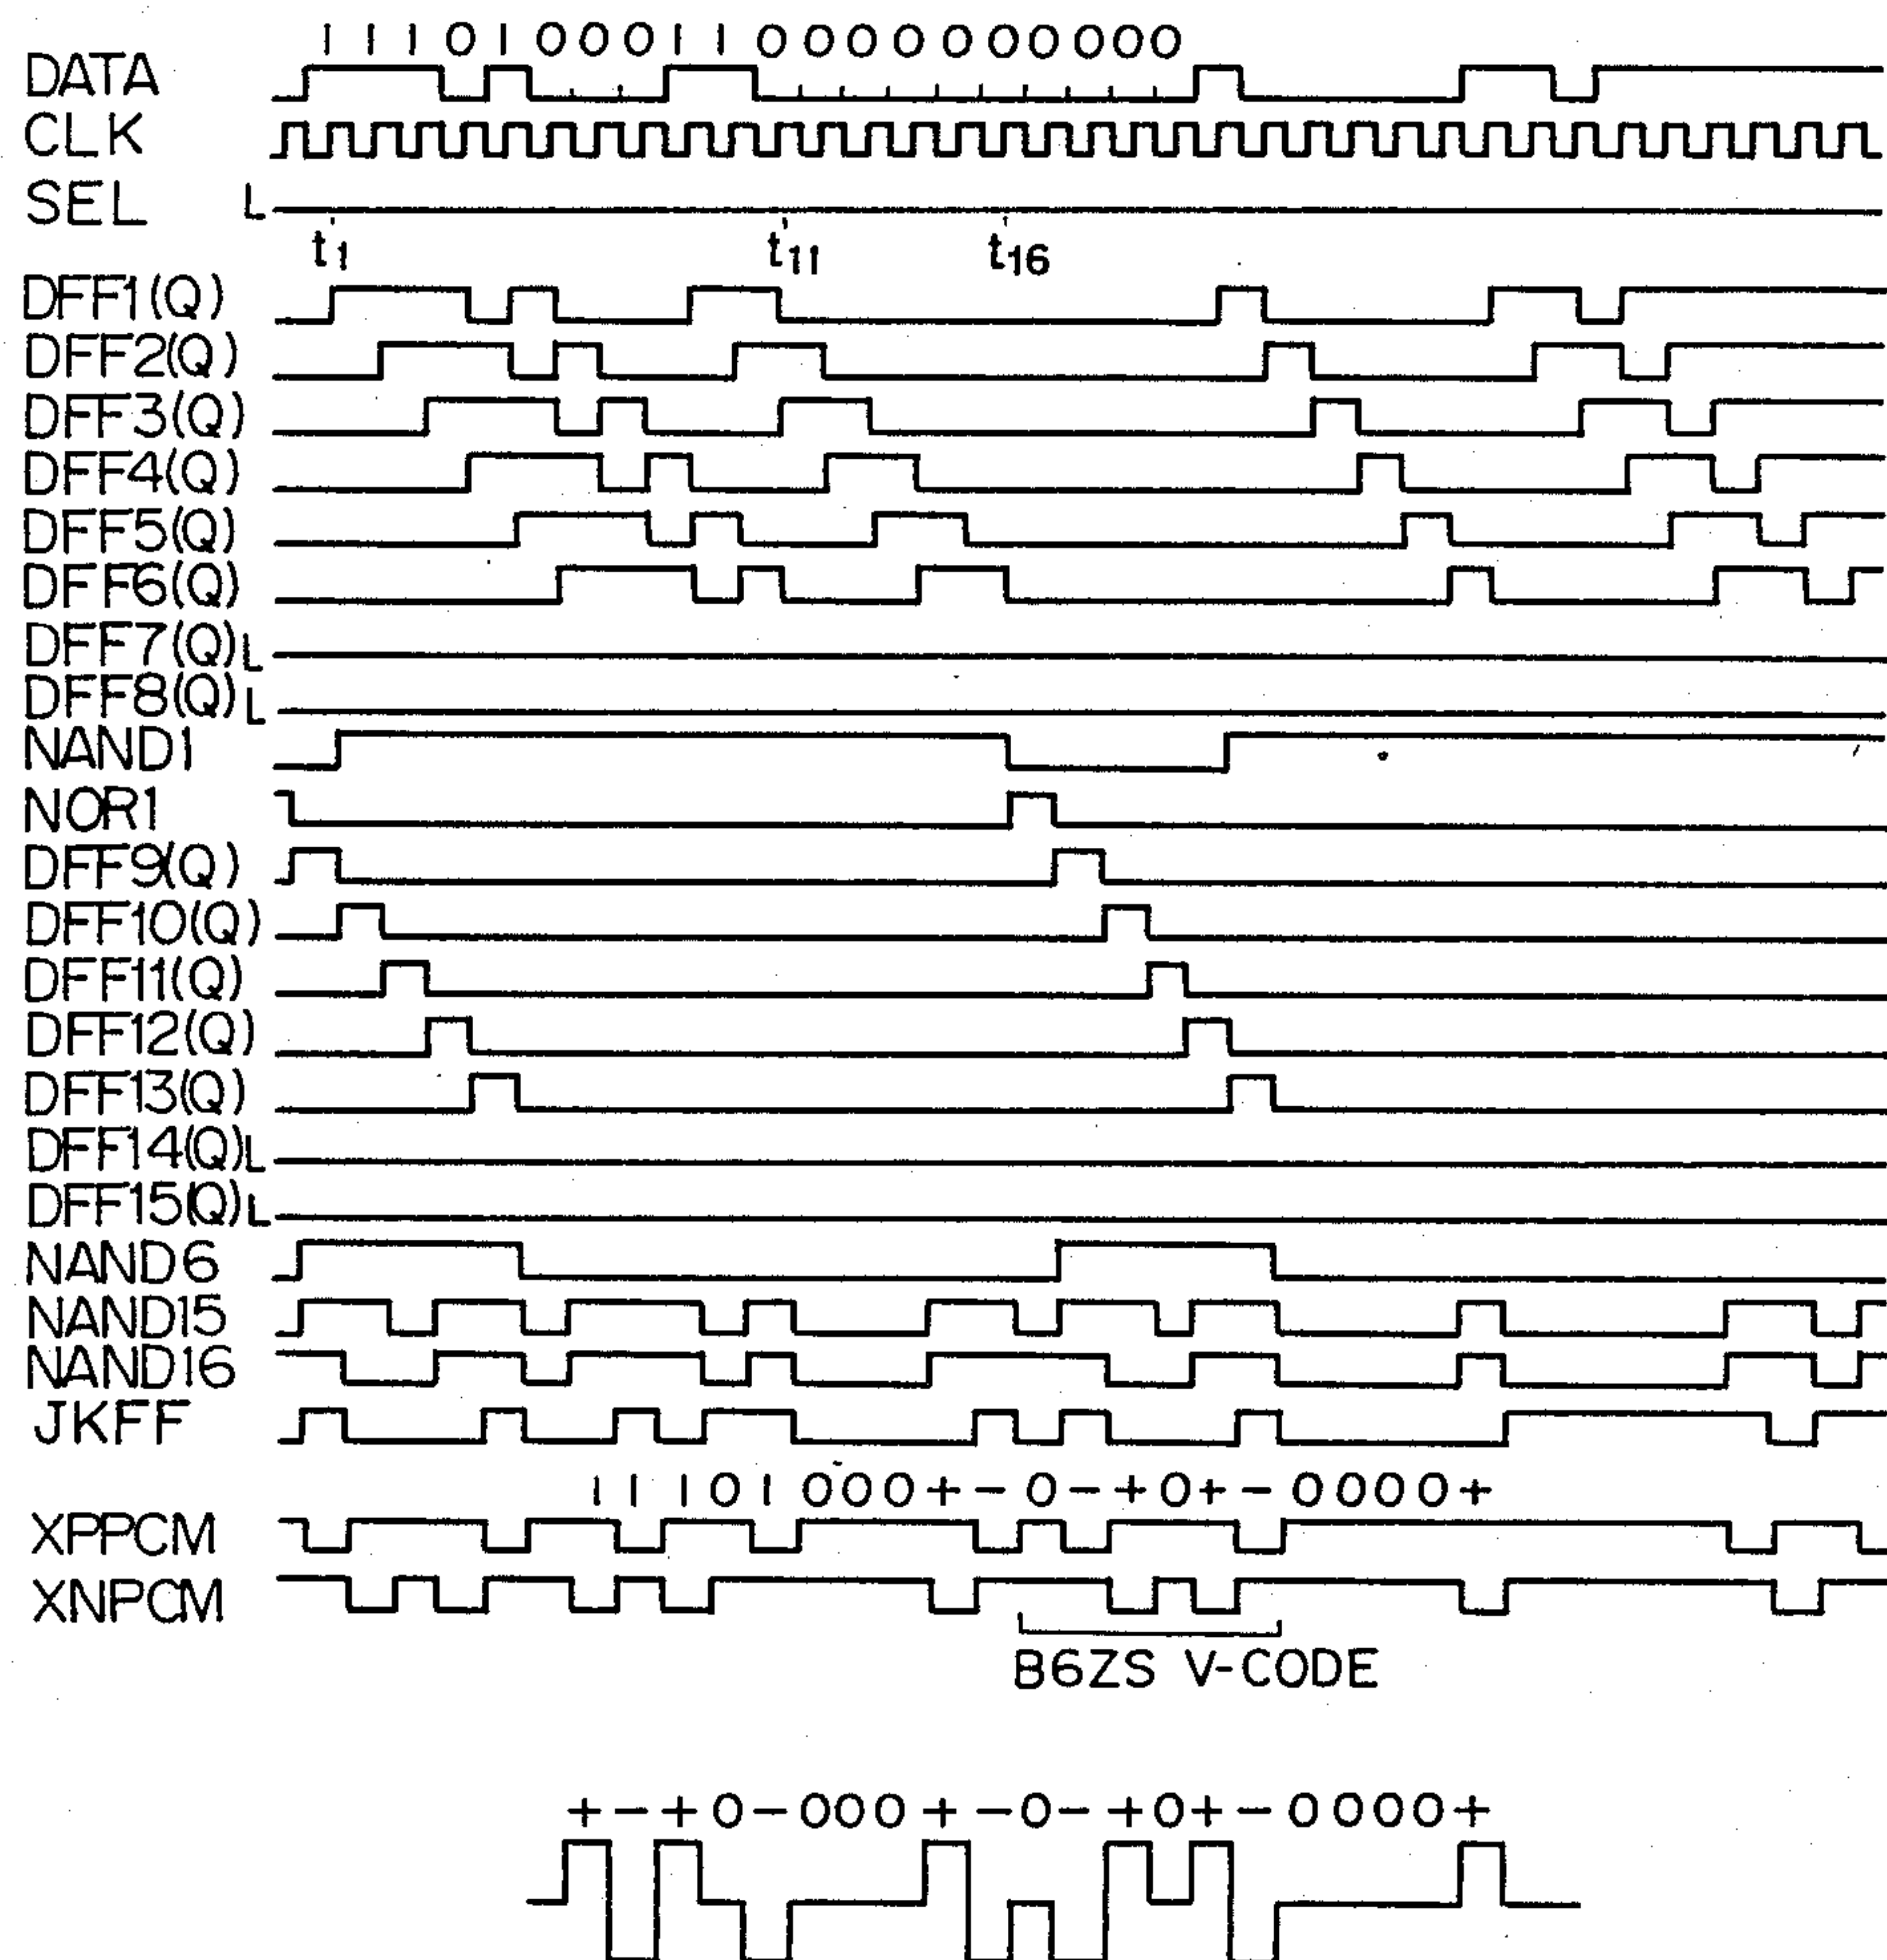 1 1 1 0 1 0 0 0 1 1 0 0 0 0 0 0 0 0 0 0
DATA
CLK
SEL L
t1 t11 t16
DFF1(Q)
DFF2(Q)
DFF3(Q)
DFF4(Q)
DFF5(Q)
DFF6(Q)
DFF7(Q) L
DFF8(Q) L
NAND1
NOR1
DFF9(Q)
DFF10(Q)
DFF11(Q)
DFF12(Q)
DFF13(Q)
DFF14(Q) L
DFF15(Q) L
NAND6
NAND15
NAND16
JKFF
1 1 1 0 1 0 0 0 + - 0 - + 0 + - 0 0 0 0 +
XPPCM
XNPCM
B6ZS V-CODE
+ - + 0 - 0 0 0 + - 0 - + 0 + - 0 0 0 0 +